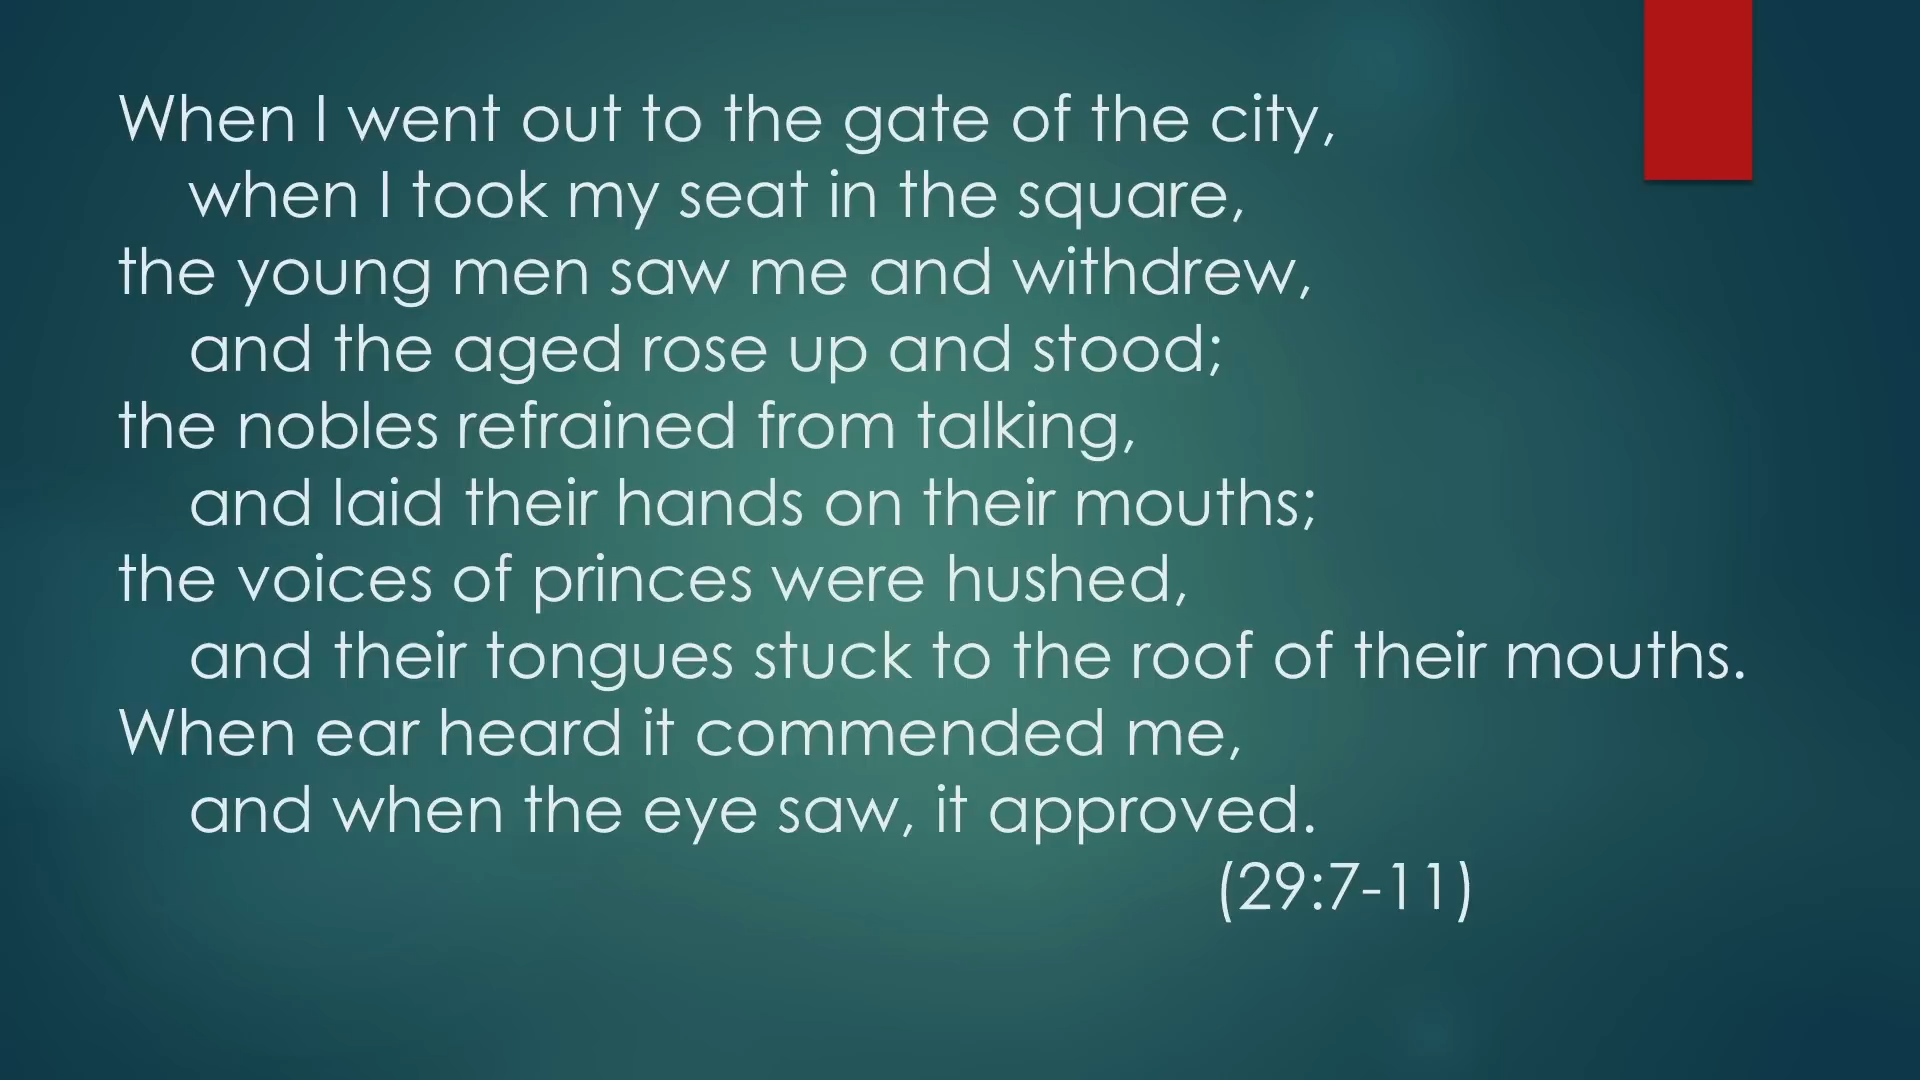 When I went out to the gate of the city,
when I took my seat in the square,
the young men saw me and withdrew,
and the aged rose up and stood;
the nobles refrained from talking,
and laid their hands on their mouths;
the voices of princes were hushed,
and their tongues stuck to the roof of their mouths.
When ear heard it commended me,
and when the eye saw, it approved.
(29:7-11)